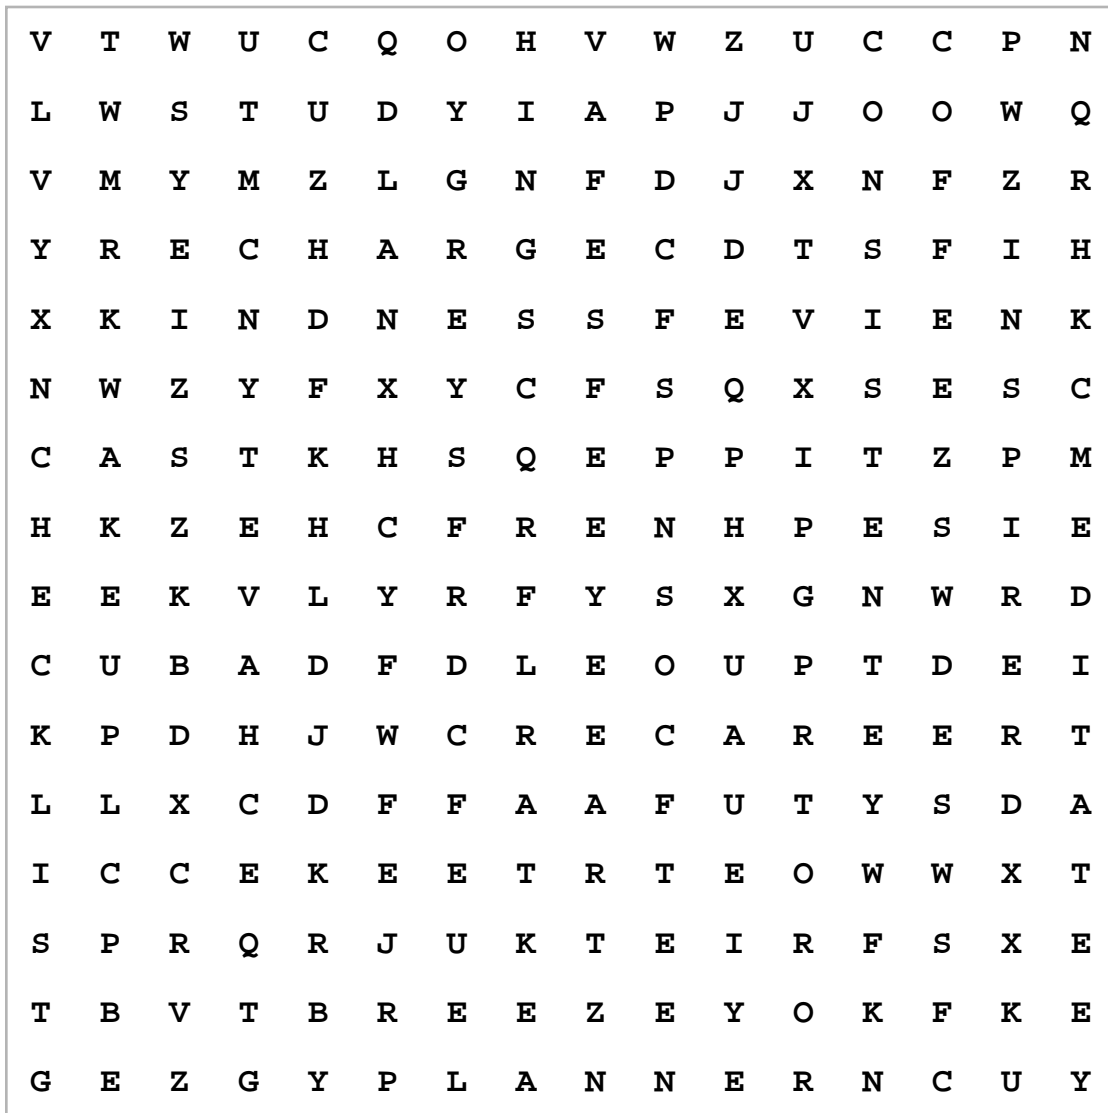 V T W U C Q O H V W Z U C C P N
L W S T U D Y I A P J J O O W Q
V M Y M Z L G N F D J X N F Z R
Y R E C H A R G E C D T S F I H
X K I N D N E S S F E V I E N K
N W Z Y F X Y C F S Q X S E S C
C A S T K H S Q E P P I T Z P M
H K Z E H C F R E N H P E S I E
E E K V L Y R F Y S X G N W R D
C U B A D F D L E O U P T D E I
K P D H J W C R E C A R E E R T
L L X C D F F A A F U T Y S D A
I C C E K E E T R T E O W W X T
S P R Q R J U K T E I R F S X E
T B V T B R E E Z E Y O K F K E
G E Z G Y P L A N N E R N C U Y